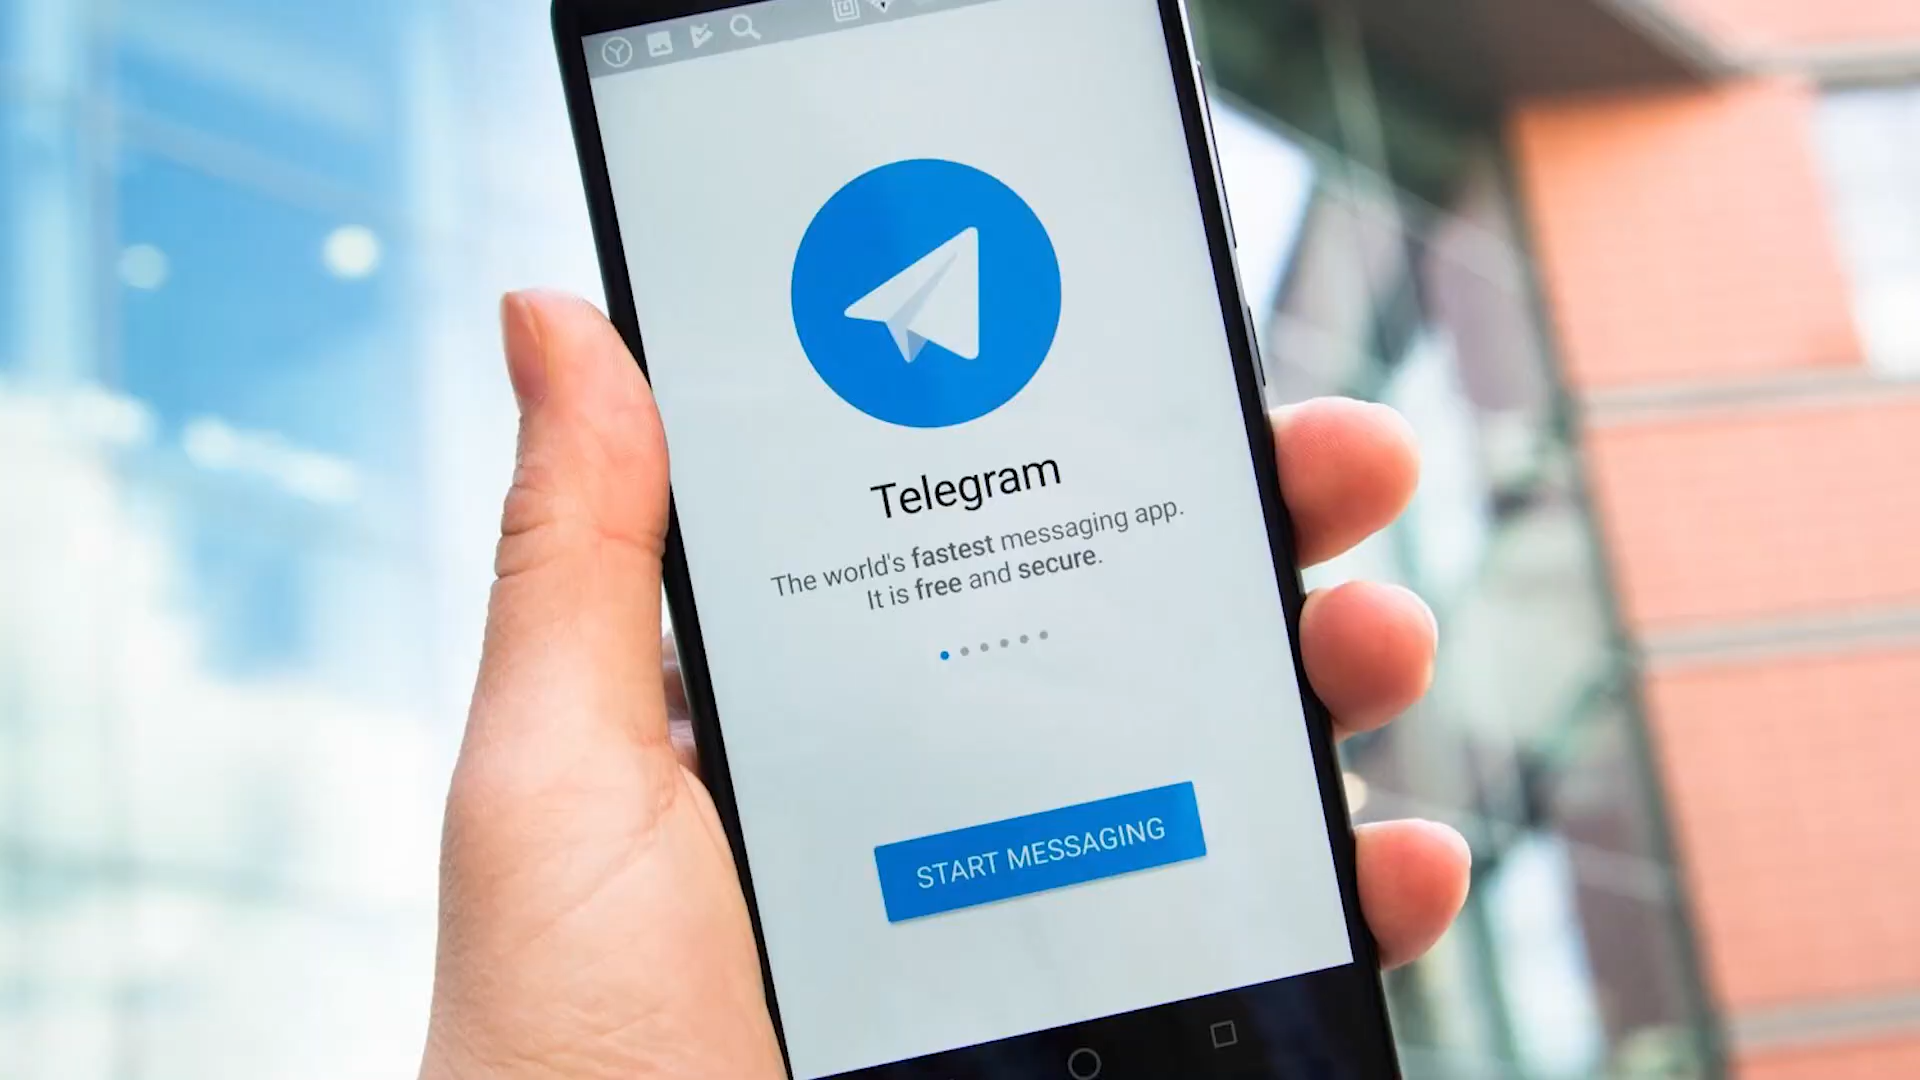 Telegram
The world's fastest messaging app.
It is free and secure.
START MESSAGING